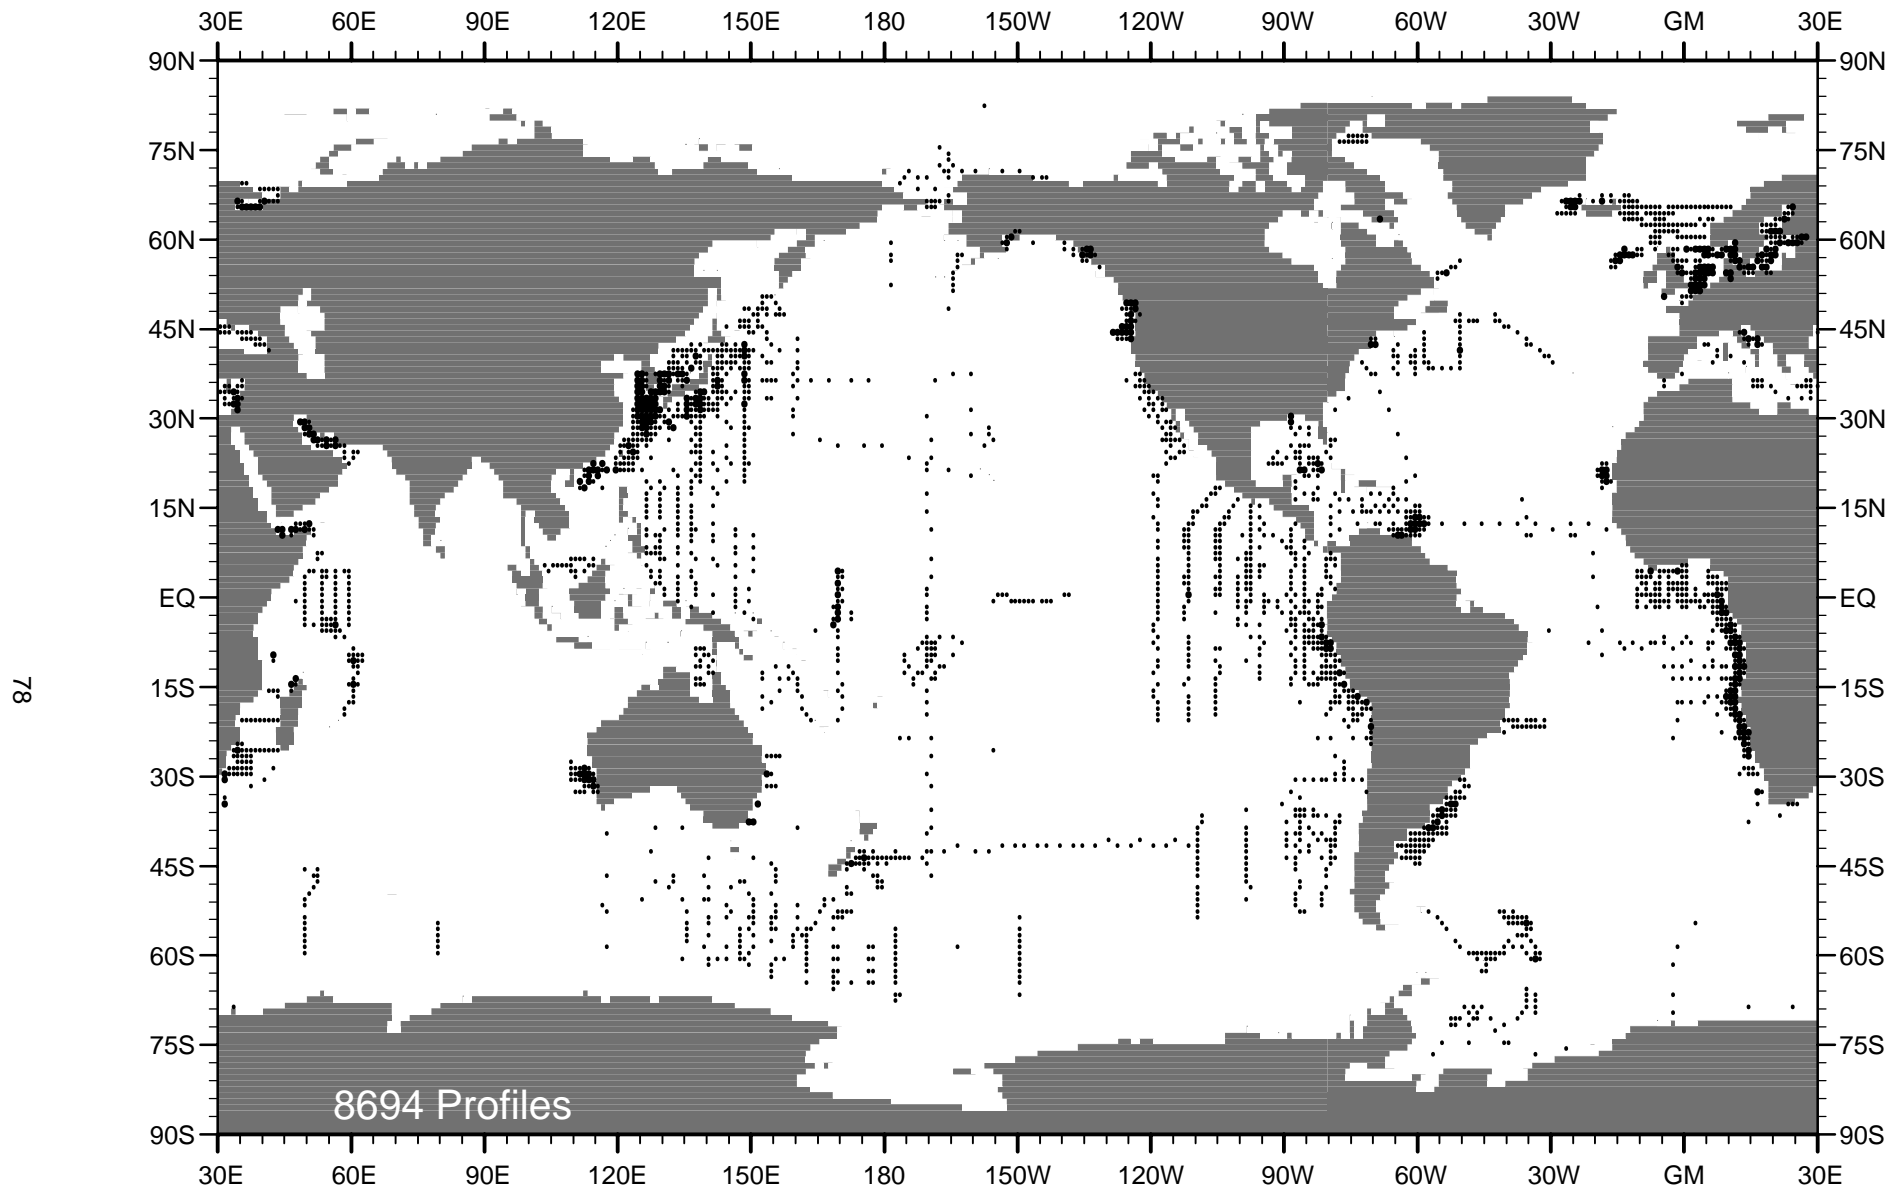 30E 60E 90E 120E 150E 180 150W 120W 90W 60W 30W GM 30E
90N 90N
75N 75N
60N 60N
45N 45N
30N 30N
15N 15N
EQ EQ
15S 15S
30S 30S
45S 45S
60S 60S
75S 75S
8694 Profiles
90S 90S
30E 60E 90E 120E 150E 180 150W 120W 90W 60W 30W GM 30E
78